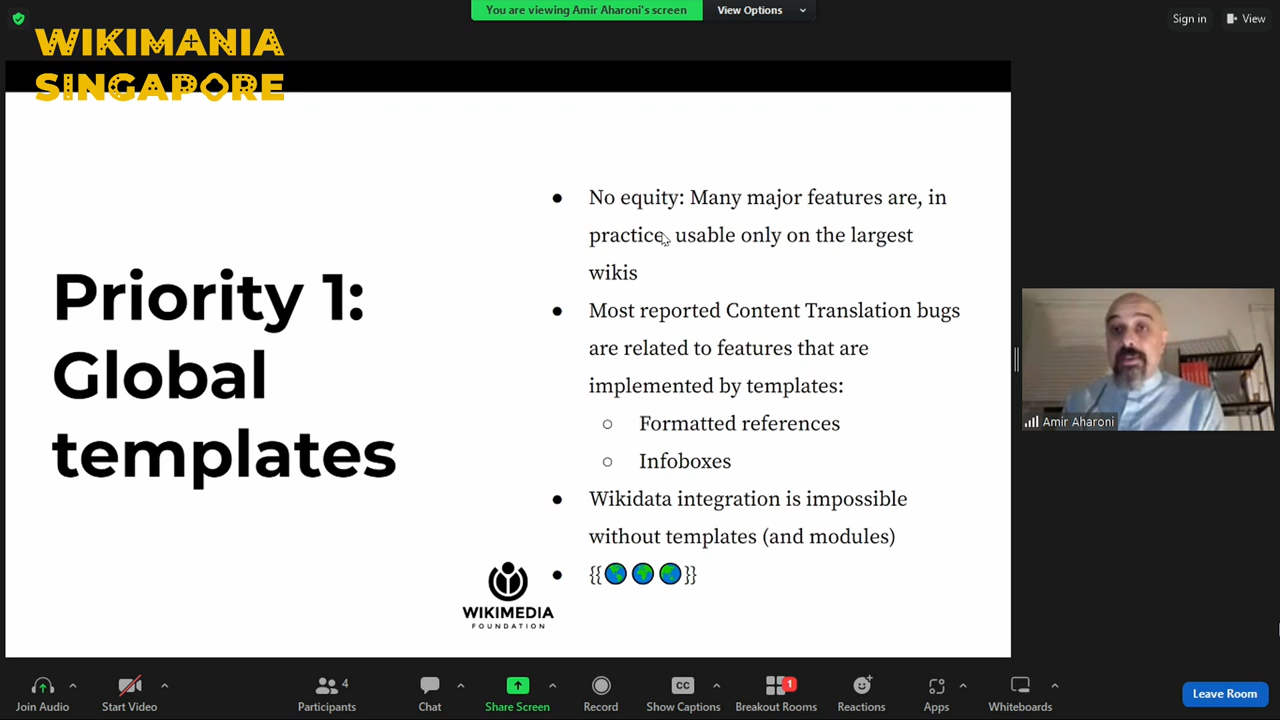 You are viewing Amir Aharoni's screen
View Options
Sign in
View
WIKIMANIA
SINGAPORE
Priority 1:
Global
templates
● No equity: Many major features are, in
practice, usable only on the largest
wikis
● Most reported Content Translation bugs
are related to features that are
implemented by templates:
○ Formatted references
○ Infoboxes
● Wikidata integration is impossible
without templates (and modules)
● {{🌎🌍🌏}}
WIKIMEDIA
FOUNDATION
Amir Aharoni
Join Audio
Start Video
Participants
4
Chat
Share Screen
Record
CC
Show Captions
Breakout Rooms
1
Reactions
Apps
Whiteboards
Leave Room